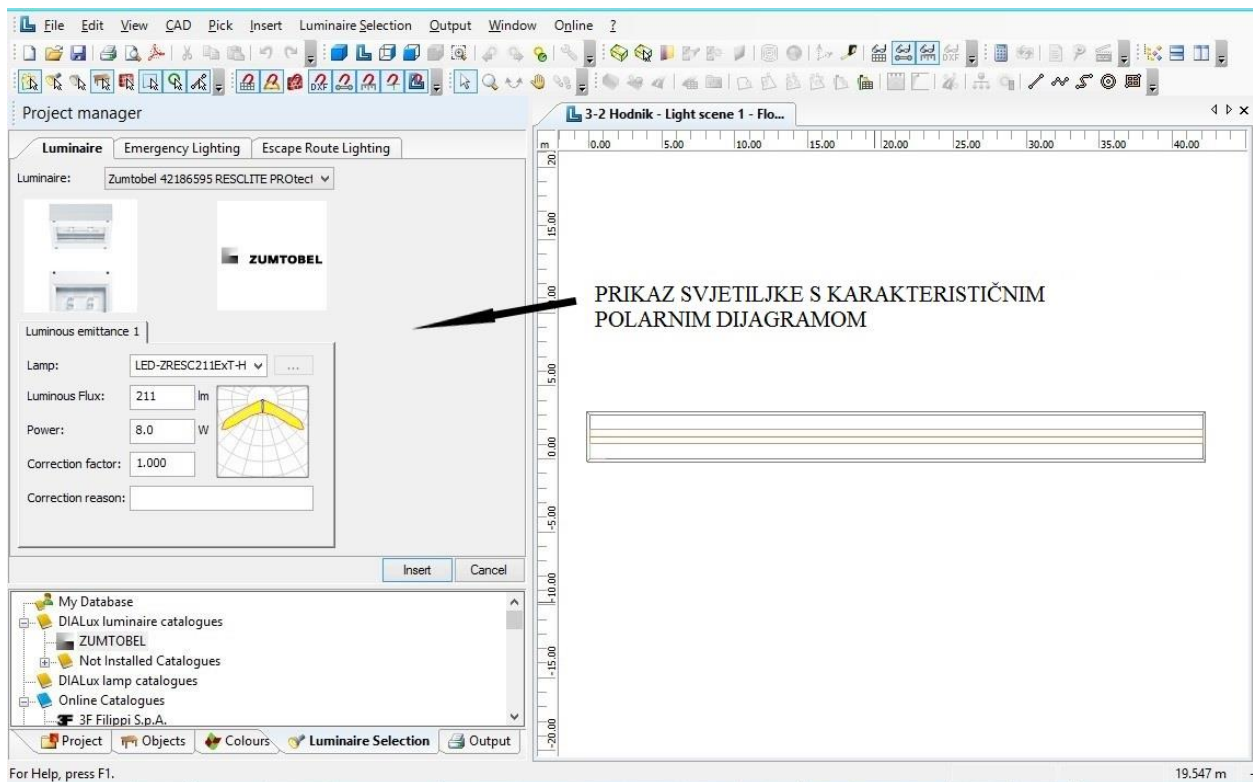 File Edit View CAD Pick Insert Luminaire Selection Output Window Online ?
Project manager
Luminaire Emergency Lighting Escape Route Lighting
Luminaire: Zumtobel 42186595 RESCLITE PROtect
ZUMTOBEL
Luminous emittance 1
Lamp: LED-ZRESC211ExT-H ...
Luminous Flux: 211 lm
Power: 8.0 W
Correction factor: 1.000
Correction reason:
Insert Cancel
My Database
DIALux luminaire catalogues
ZUMTOBEL
Not Installed Catalogues
DIALux lamp catalogues
Online Catalogues
3F Filippi S.p.A.
Project Objects Colours Luminaire Selection Output
For Help, press F1.
3-2 Hodnik - Light scene 1 - Flo...
m 0.00 5.00 10.00 15.00 20.00 25.00 30.00 35.00 40.00
20
15.00
.00
5.00
0.00
-5.00
-10.00
-15.00
-20.00
PRIKAZ SVJETILJKE S KARAKTERISTIČNIM
POLARNIM DIJAGRAMOM
19.547 m